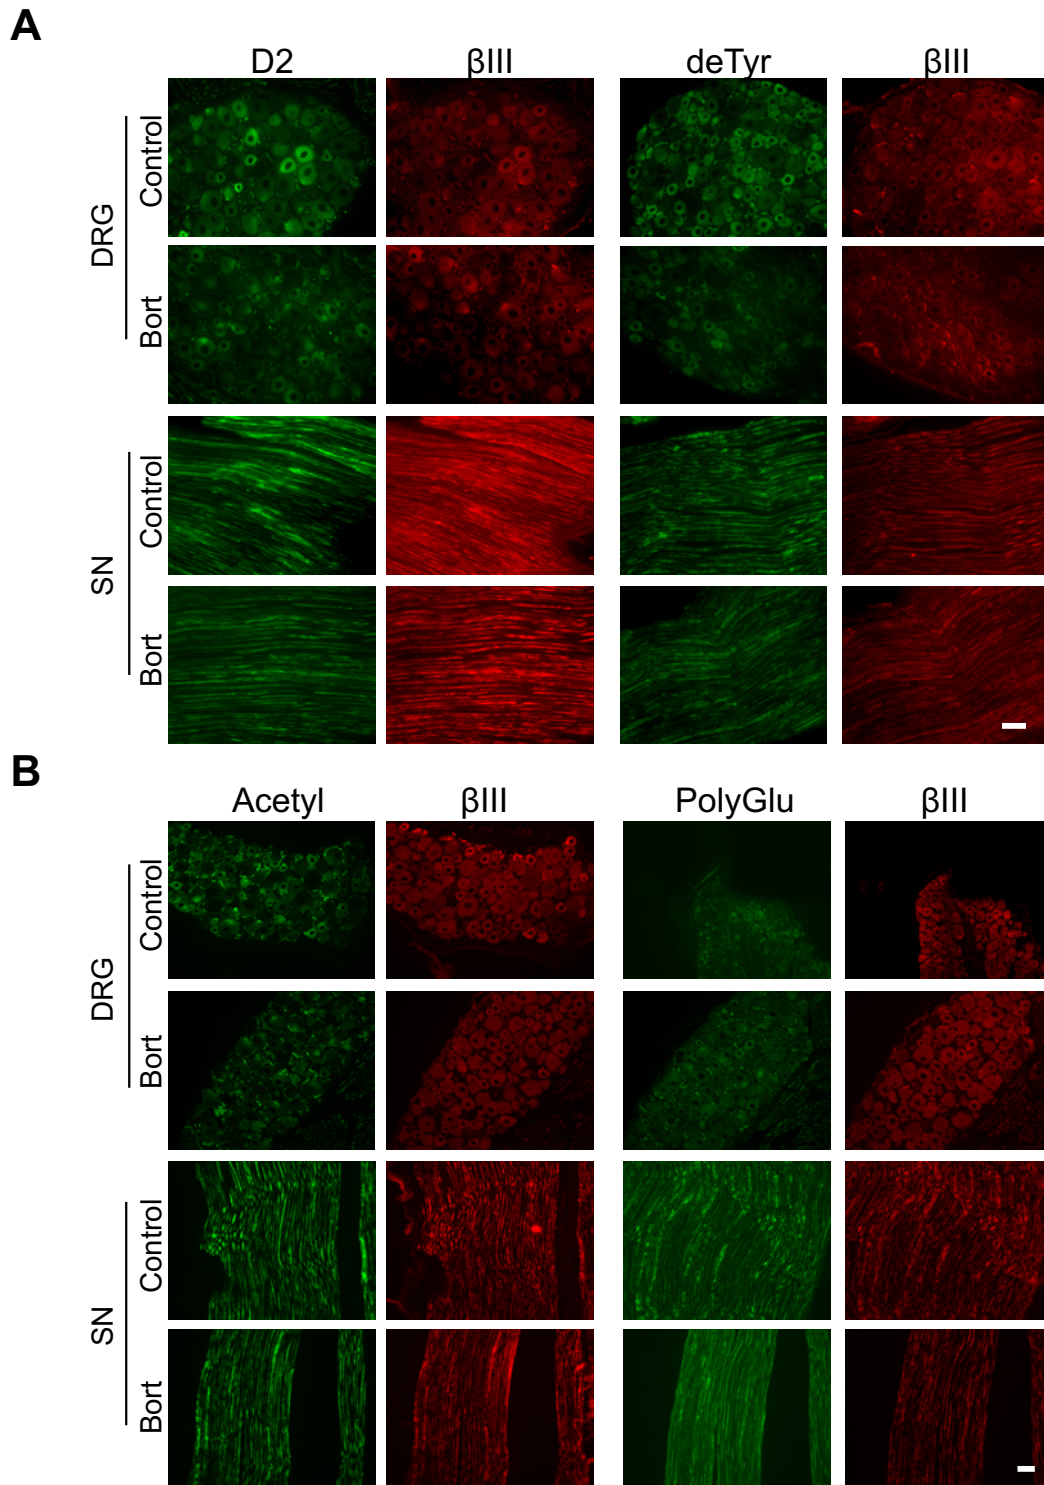 A
D2 βIII deTyr βIII
DRG
Control
Bort
SN
Control
Bort
B
Acetyl βIII PolyGlu βIII
DRG
Control
Bort
SN
Control
Bort